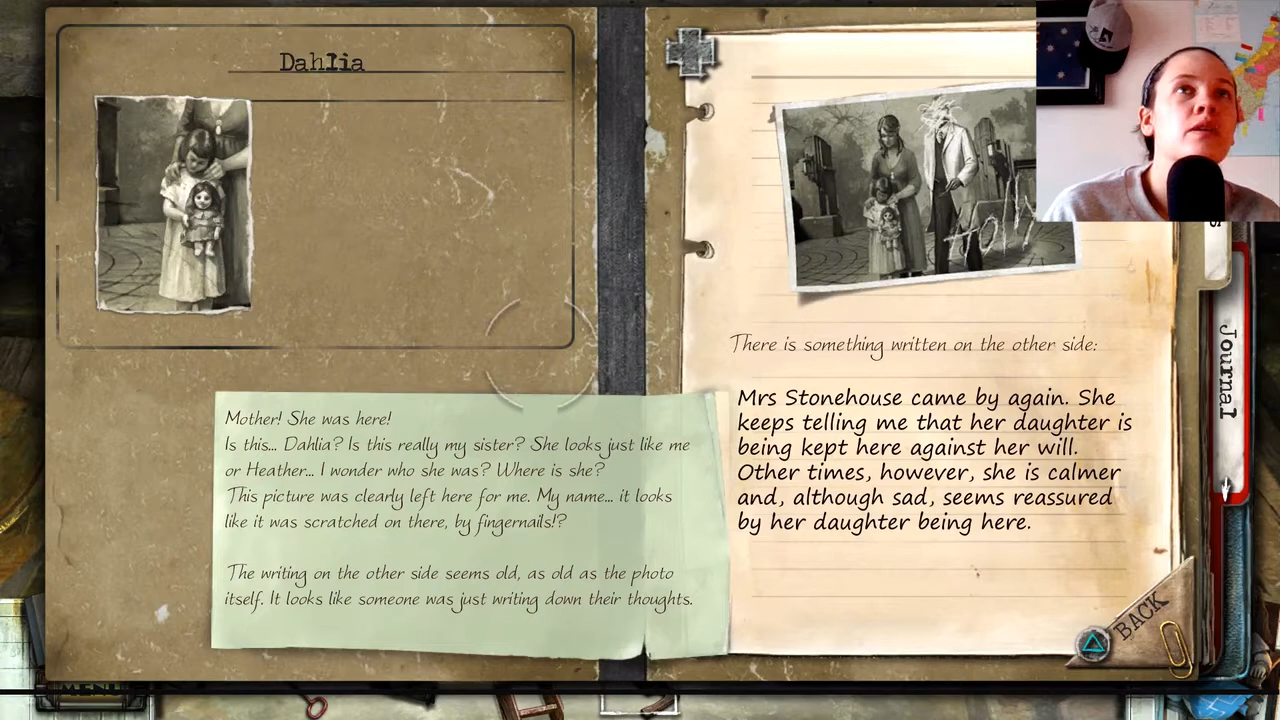 Dahlia
Mother! She was here!
Is this... Dahlia? Is this really my sister? She looks just like me
or Heather... I wonder who she was? Where is she?
This picture was clearly left here for me. My name... it looks
like it was scratched on there, by fingernails!?
The writing on the other side seems old, as old as the photo
itself. It looks like someone was just writing down their thoughts.
There is something written on the other side:
Mrs Stonehouse came by again. She
keeps telling me that her daughter is
being kept here against her will.
Other times, however, she is calmer
and, although sad, seems reassured
by her daughter being here.
Journal
BACK
MENU